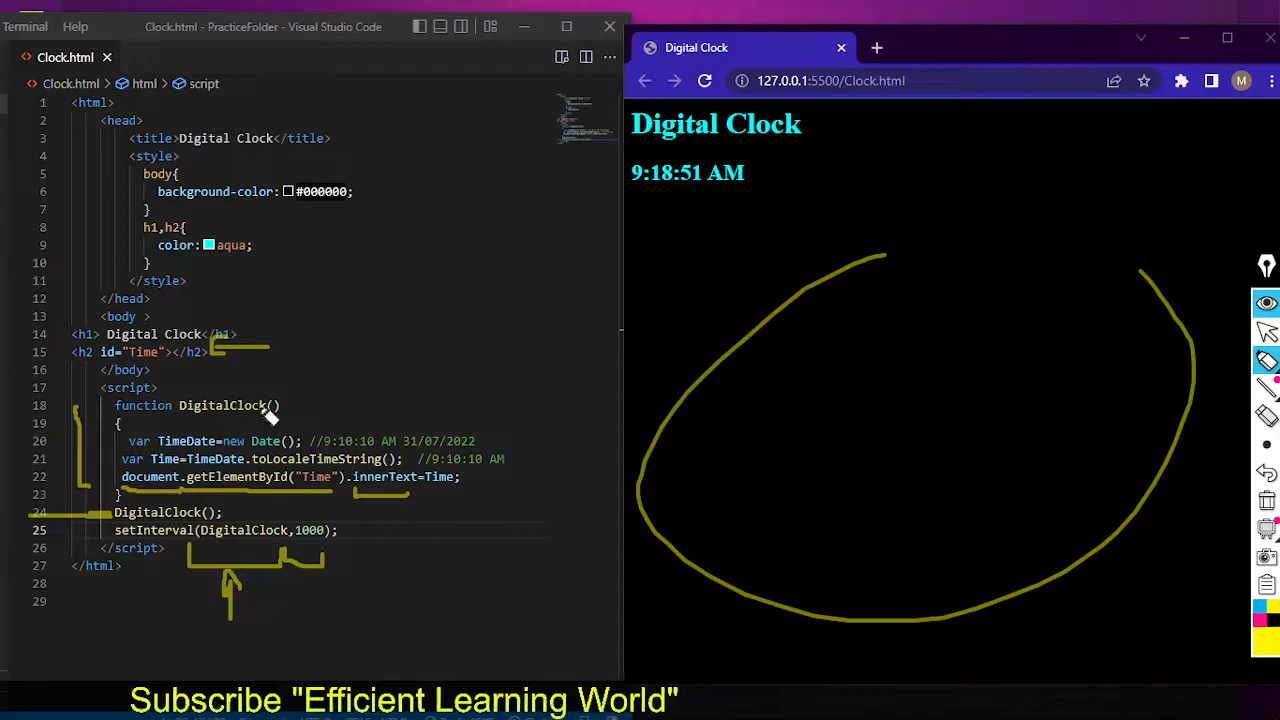 Terminal Help Clock.html - PracticeFolder - Visual Studio Code
Clock.html
Clock.html html script
1 <html>
2 <head>
3 <title>Digital Clock</title>
4 <style>
5 body{
6 background-color: #000000;
7 }
8 h1,h2{
9 color: aqua;
10 }
11 </style>
12 </head>
13 <body >
14 <h1> Digital Clock</h1>
15 <h2 id="Time"></h2>
16 </body>
17 <script>
18 function DigitalClock()
19 {
20 var TimeDate=new Date(); //9:10:10 AM 31/07/2022
21 var Time=TimeDate.toLocaleTimeString(); //9:10:10 AM
22 document.getElementById("Time").innerText=Time;
23 }
24 DigitalClock();
25 setInterval(DigitalClock,1000);
26 </script>
27 </html>
28
29
Digital Clock
127.0.0.1:5500/Clock.html
M
Digital Clock
9:18:51 AM
Subscribe "Efficient Learning World"